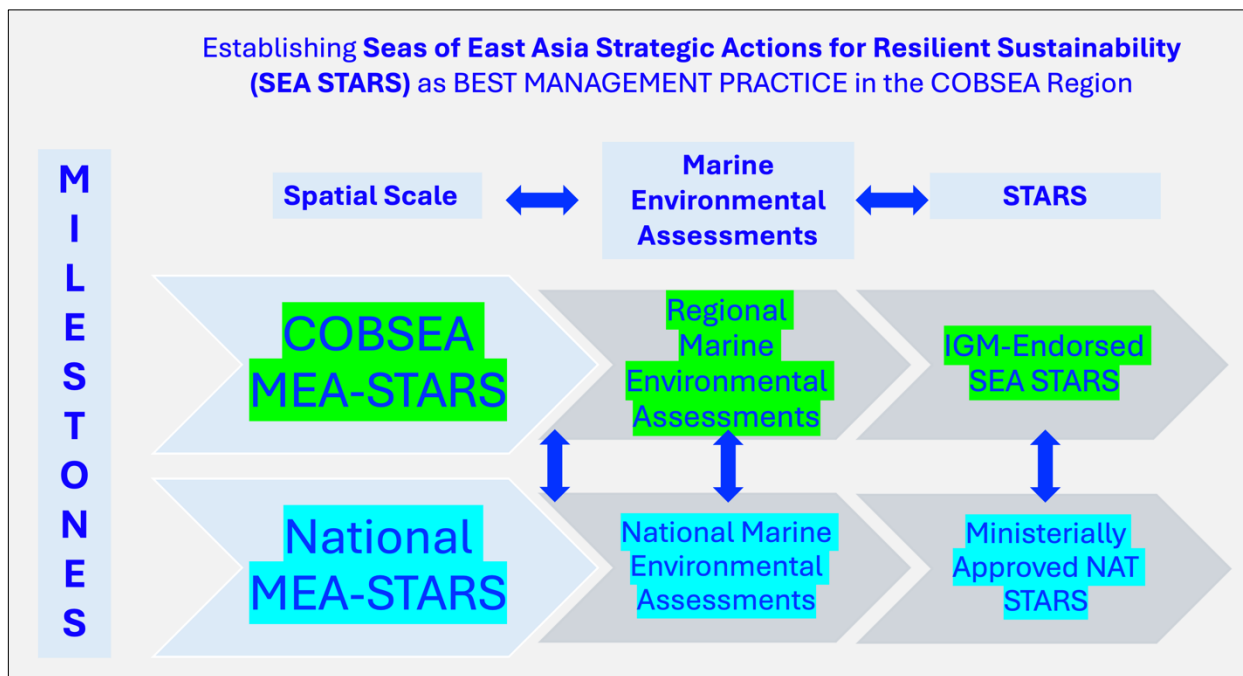 Establishing Seas of East Asia Strategic Actions for Resilient Sustainability
(SEA STARS) as BEST MANAGEMENT PRACTICE in the COBSEA Region
MILESTONES
Spatial Scale
Marine
Environmental
Assessments
STARS
COBSEA
MEA-STARS
Regional
Marine
Environmental
Assessments
IGM-Endorsed
SEA STARS
National
MEA-STARS
National Marine
Environmental
Assessments
Ministerially
Approved NAT
STARS